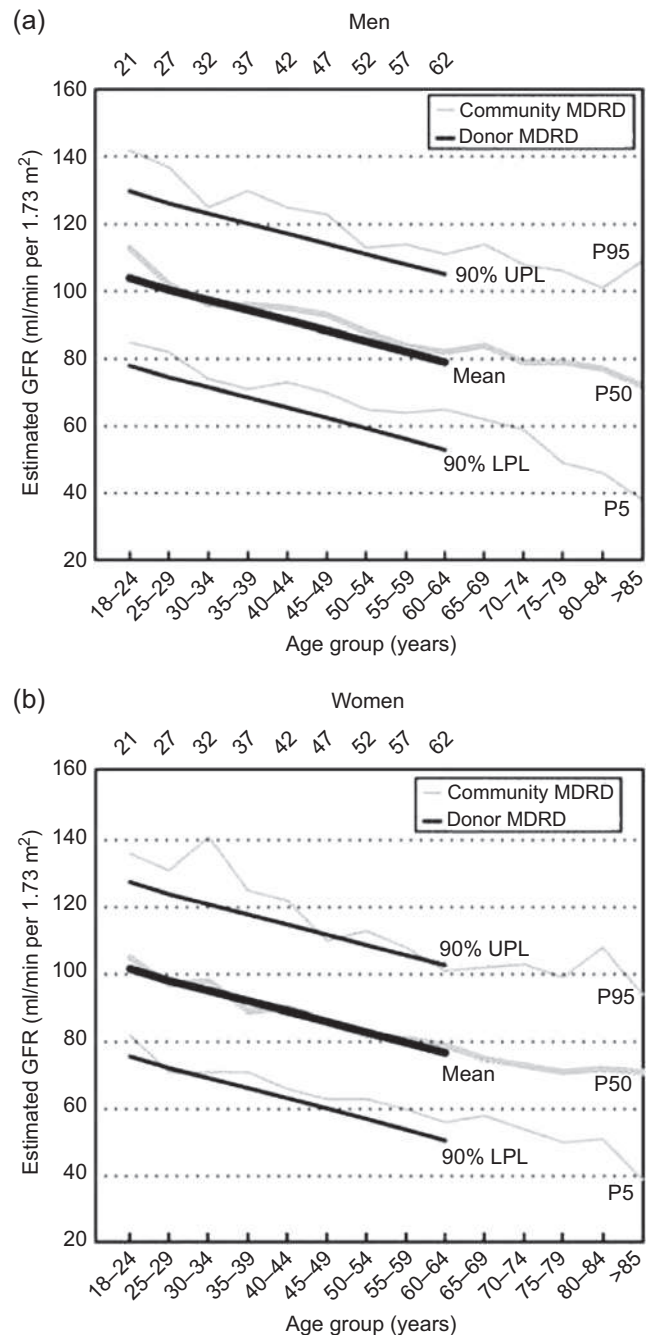 (a)
Men
21 27 32 37 42 47 52 57 62
160
140
120
100
80
60
40
20
Estimated GFR (ml/min per 1.73 m²)
Community MDRD
Donor MDRD
P95
90% UPL
Mean
P50
90% LPL
P5
18–24 25–29 30–34 35–39 40–44 45–49 50–54 55–59 60–64 65–69 70–74 75–79 80–84 >85
Age group (years)
(b)
Women
21 27 32 37 42 47 52 57 62
160
140
120
100
80
60
40
20
Estimated GFR (ml/min per 1.73 m²)
Community MDRD
Donor MDRD
90% UPL
P95
Mean
P50
90% LPL
P5
18–24 25–29 30–34 35–39 40–44 45–49 50–54 55–59 60–64 65–69 70–74 75–79 80–84 >85
Age group (years)